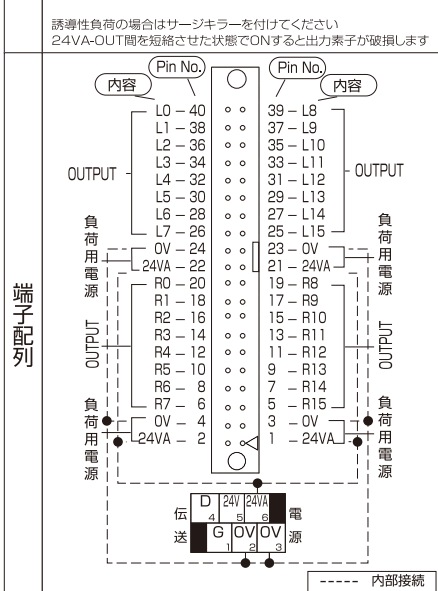 誘導性負荷の場合はサージキラーを付けてください
24VA-OUT間を短絡させた状態でONすると出力素子が破損します
端子配列
内容 Pin No. Pin No. 内容
L0 − 40 39 − L8
L1 − 38 37 − L9
L2 − 36 35 − L10
L3 − 34 33 − L11
L4 − 32 31 − L12
L5 − 30 29 − L13
L6 − 28 27 − L14
L7 − 26 25 − L15
OUTPUT OUTPUT
0V − 24 23 − 0V
24VA − 22 21 − 24VA
負荷用電源 負荷用電源
R0 − 20 19 − R8
R1 − 18 17 − R9
R2 − 16 15 − R10
R3 − 14 13 − R11
R4 − 12 11 − R12
R5 − 10 9 − R13
R6 − 8 7 − R14
R7 − 6 5 − R15
OUTPUT OUTPUT
0V − 4 3 − 0V
24VA − 2 1 − 24VA
負荷用電源 負荷用電源
伝送 電源
D 4 24V 5 24VA 6
G 1 0V 2 0V 3
----- 内部接続